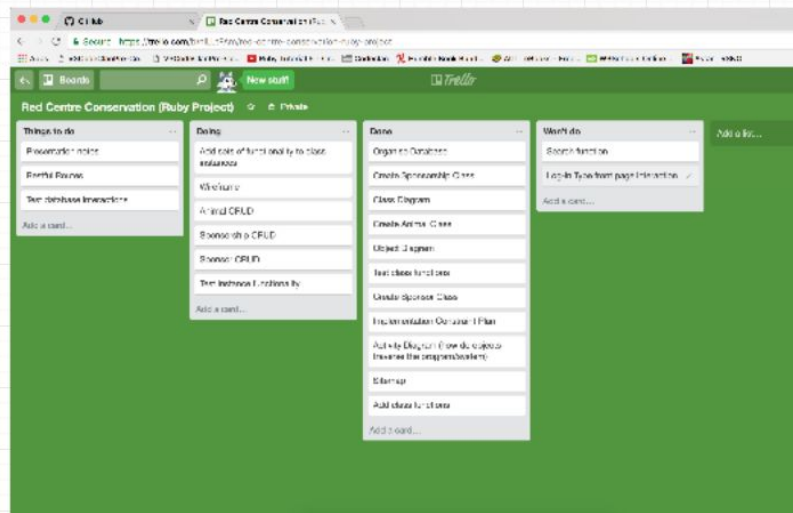 Red Centre Conservation (Ruby
Secure https://trello.com/
Boards
New stuff!
Trello
Red Centre Conservation (Ruby Project)
Private
Things to do
Presentation notes
Restful Routes
Test database interactions
Add a card...
Doing
Add sets of functionality to class
instances
Wireframe
Animal CRUD
Sponsorship CRUD
Sponsor CRUD
Test instance functionality
Add a card...
Done
Organise Database
Create Sponsorship Class
Class Diagram
Create Animal Class
Object Diagram
Test class functions
Create Sponsor Class
Implementation Constraint Plan
Activity Diagram (how do objects
traverse the program/system)
Sitemap
Add class functions
Add a card...
Won't do
Search function
Log-in Type front page interaction
Add a card...
Add a list...